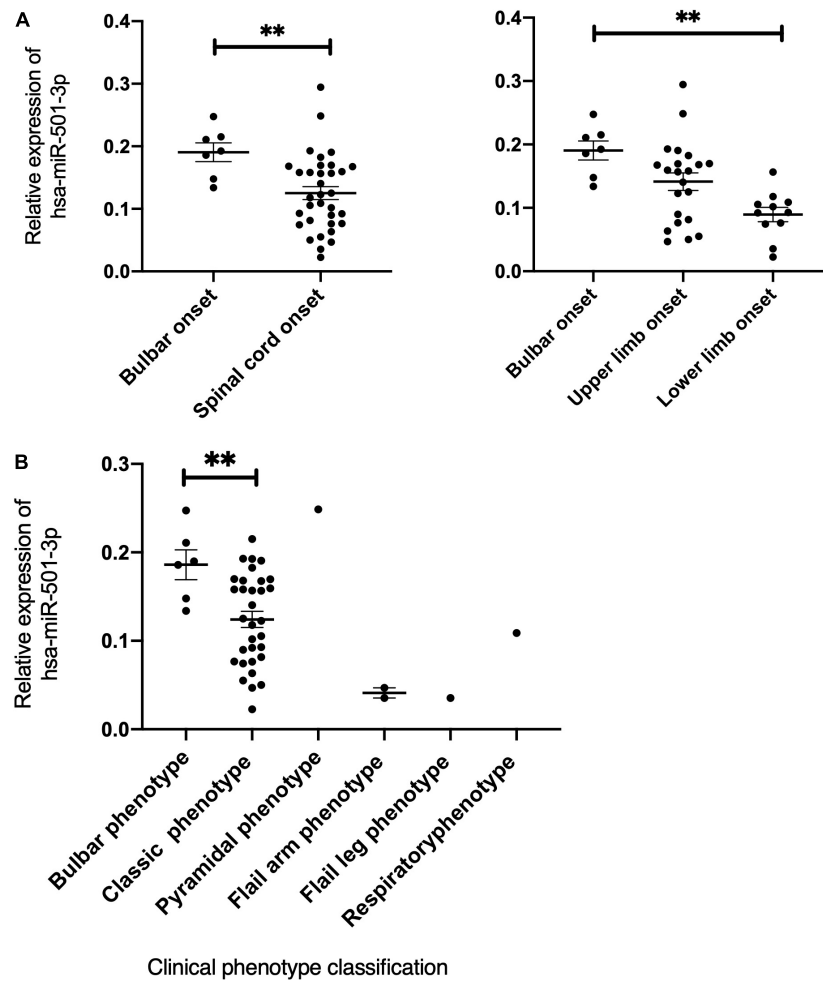 A
Relative expression of
hsa-miR-501-3p
0.4
0.3
0.2
0.1
0.0
**
Bulbar onset
Spinal cord onset
0.4
0.3
0.2
0.1
0.0
**
Bulbar onset
Upper limb onset
Lower limb onset
B
Relative expression of
hsa-miR-501-3p
0.3
0.2
0.1
0.0
**
Bulbar phenotype
Classic phenotype
Pyramidal phenotype
Flail arm phenotype
Flail leg phenotype
Respiratoryphenotype
Clinical phenotype classification